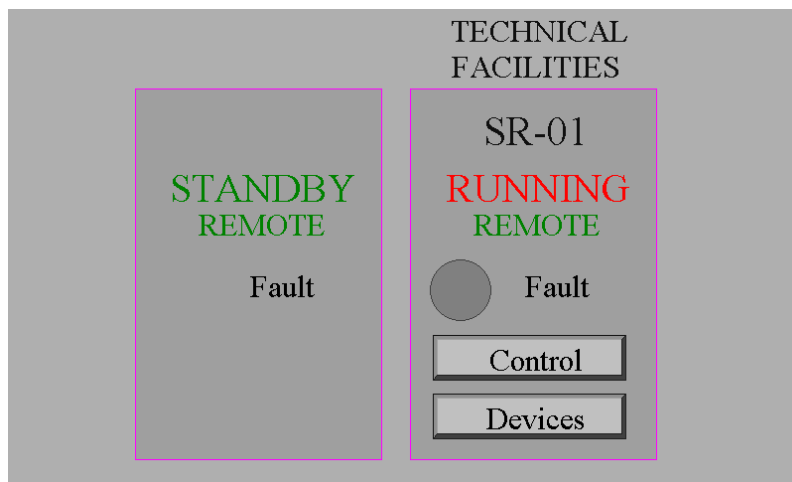 TECHNICAL
FACILITIES
STANDBY
REMOTE
Fault
SR-01
RUNNING
REMOTE
Fault
Control
Devices